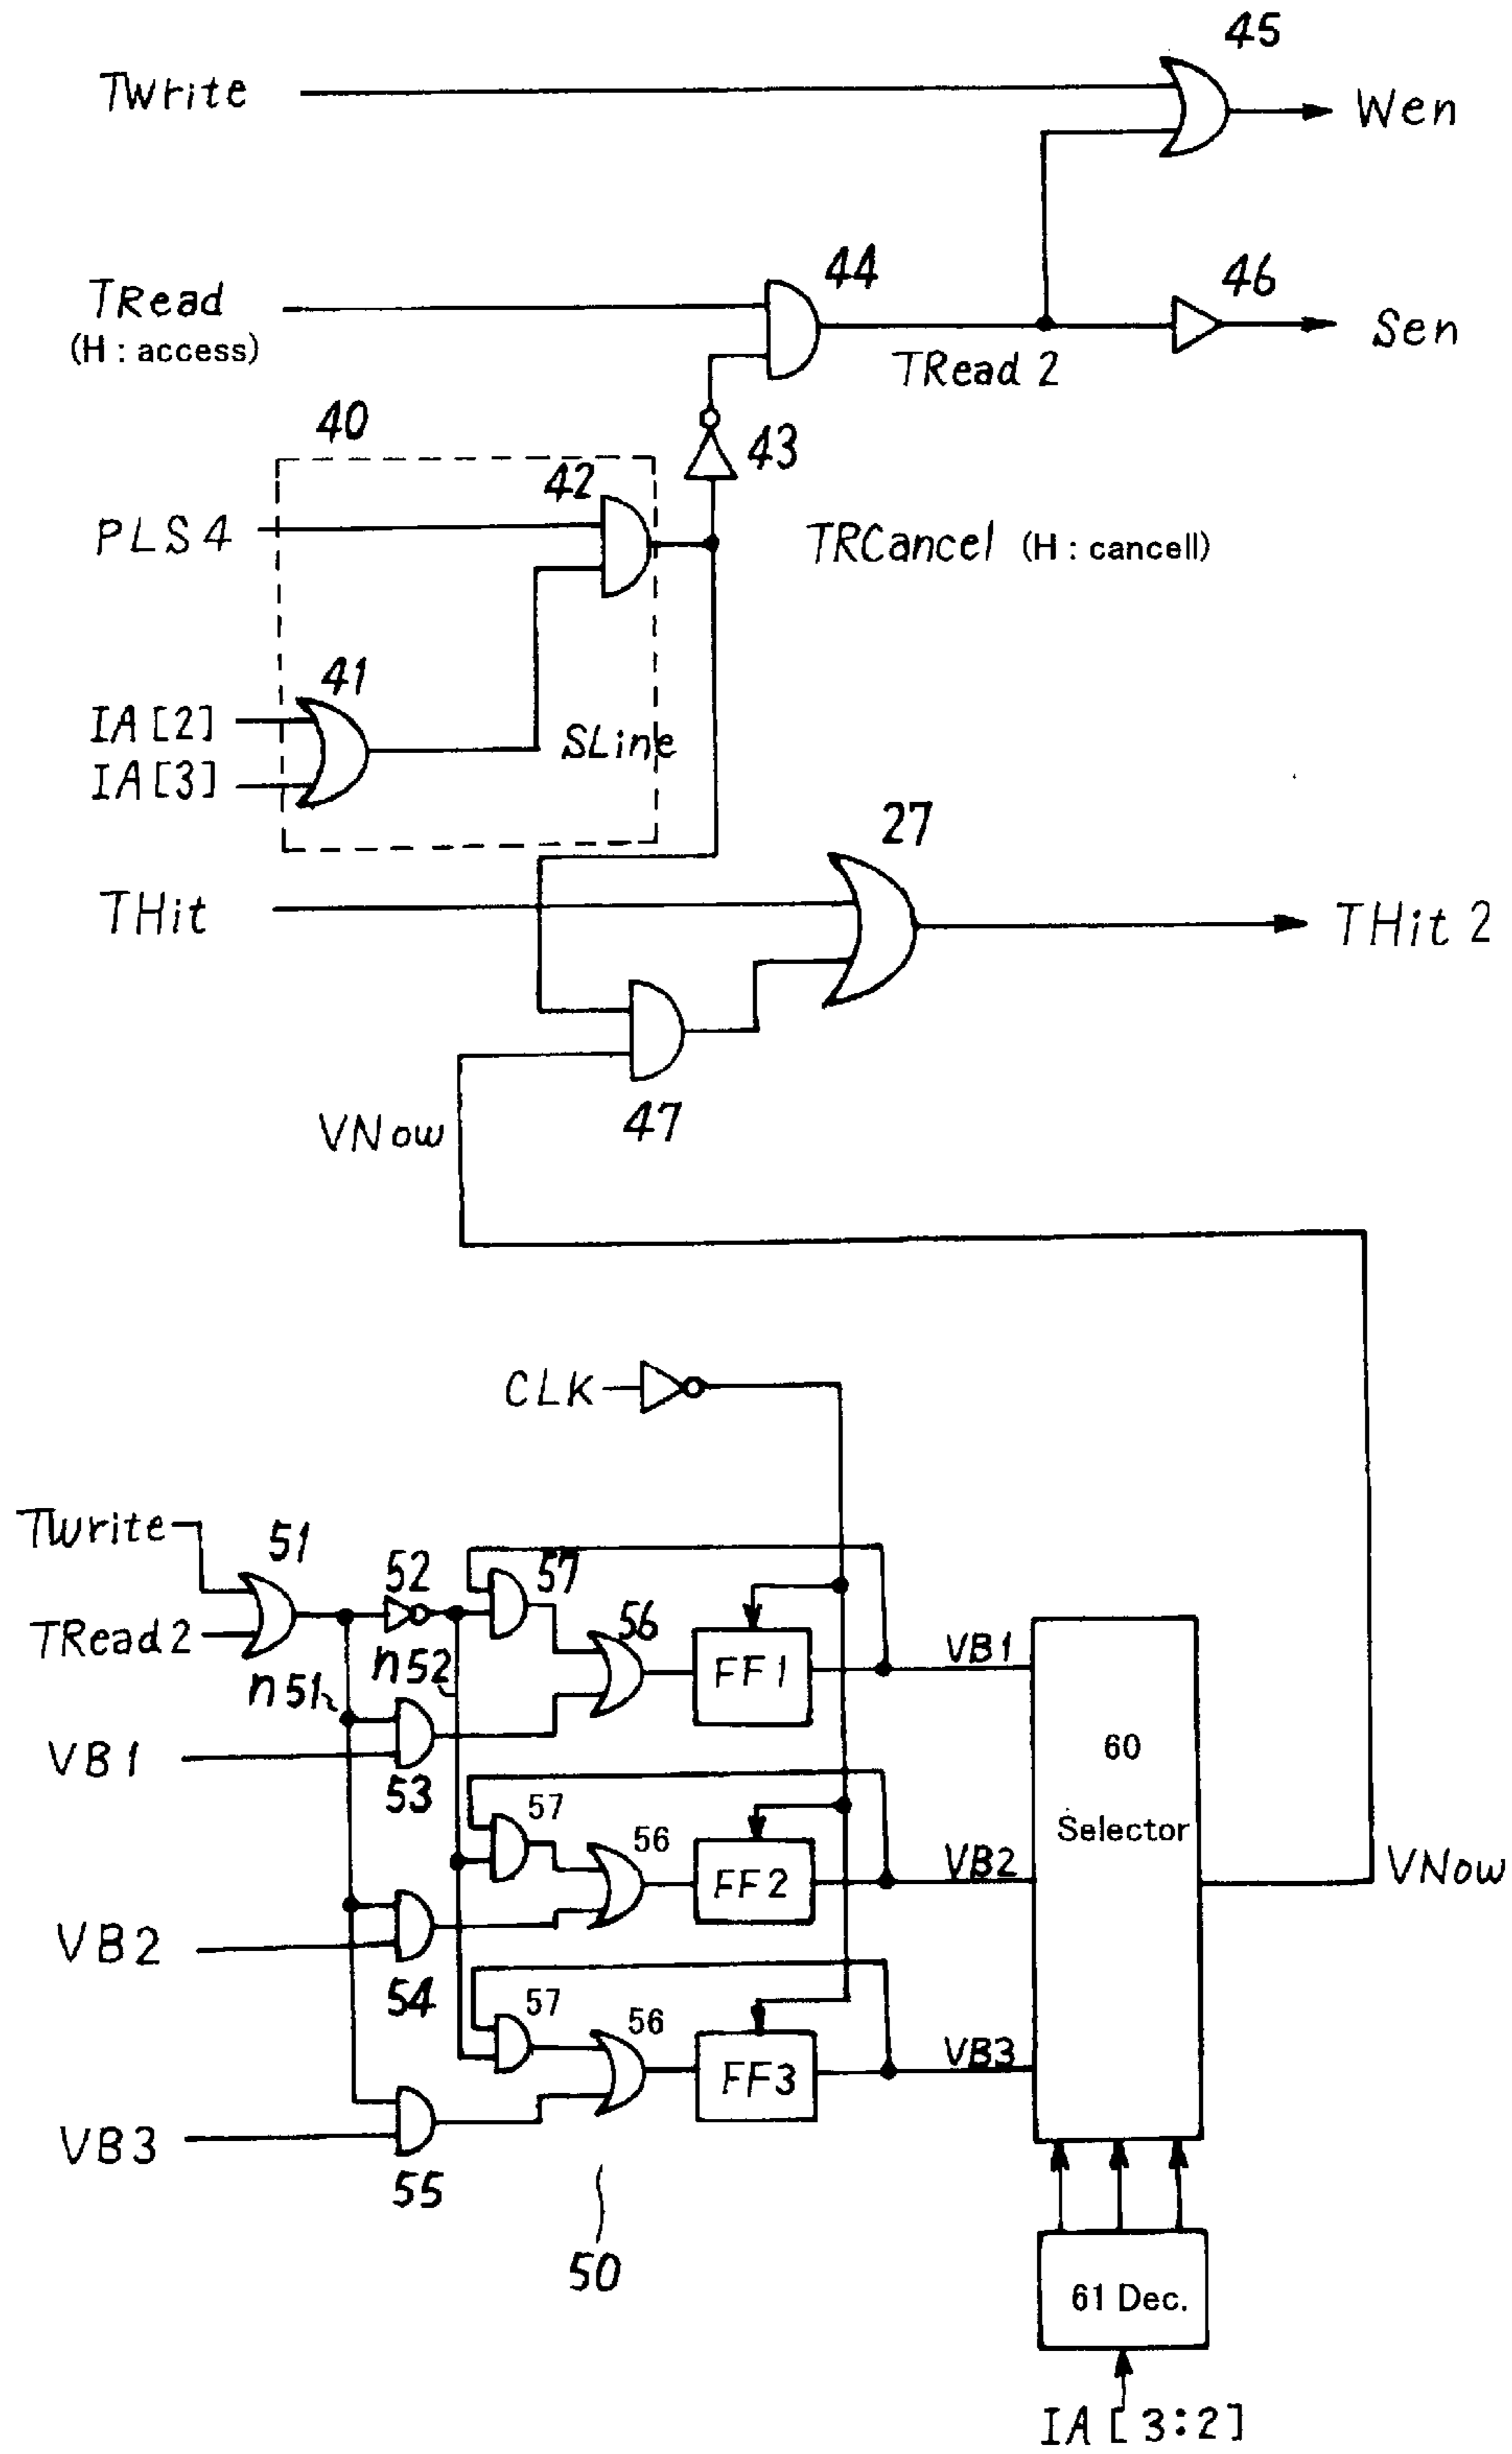 45
TWrite
Wen
44
46
TRead
(H : access)
Sen
TRead 2
40
43
42
PLS4
TRCancel (H : cancell)
41
IA[2]
SLine
IA[3]
27
THit
THit 2
47
VNow
CLK
TWrite
51
52
57
TRead2
56
n51
n52
FF1
VB1
VB1
53
60
Selector
57
56
FF2
VB2
VNow
VB2
54
57
56
FF3
VB3
VB3
55
50
61 Dec.
IA[3:2]